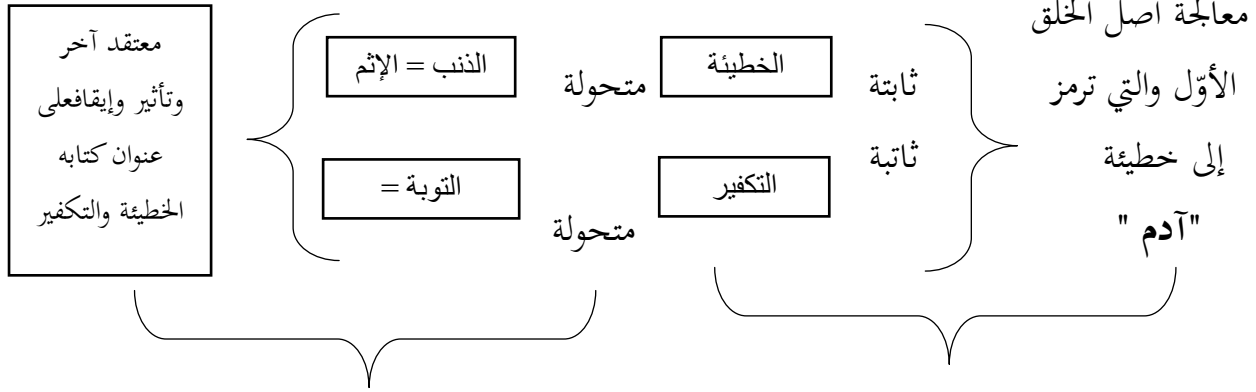 معالجة اصل الخلق
الأوّل والتي ترمز
إلى خطيئة
"آدم "
ثابتة
ثاتبة
الخطيئة
التكفير
متحولة
متحولة
الذنب = الإثم
التوبة =
معتقد آخر
وتأثير وإيقافعلى
عنوان كتابه
الخطيئة والتكفير